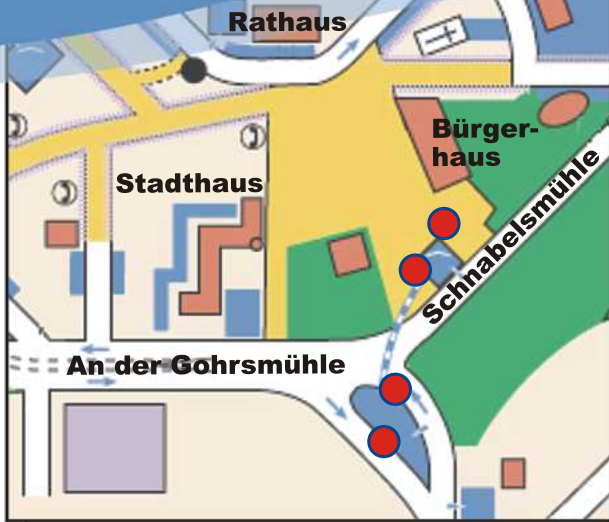 Rathaus
Bürger-
haus
Stadthaus
Schnabelsmühle
An der Gohrsmühle